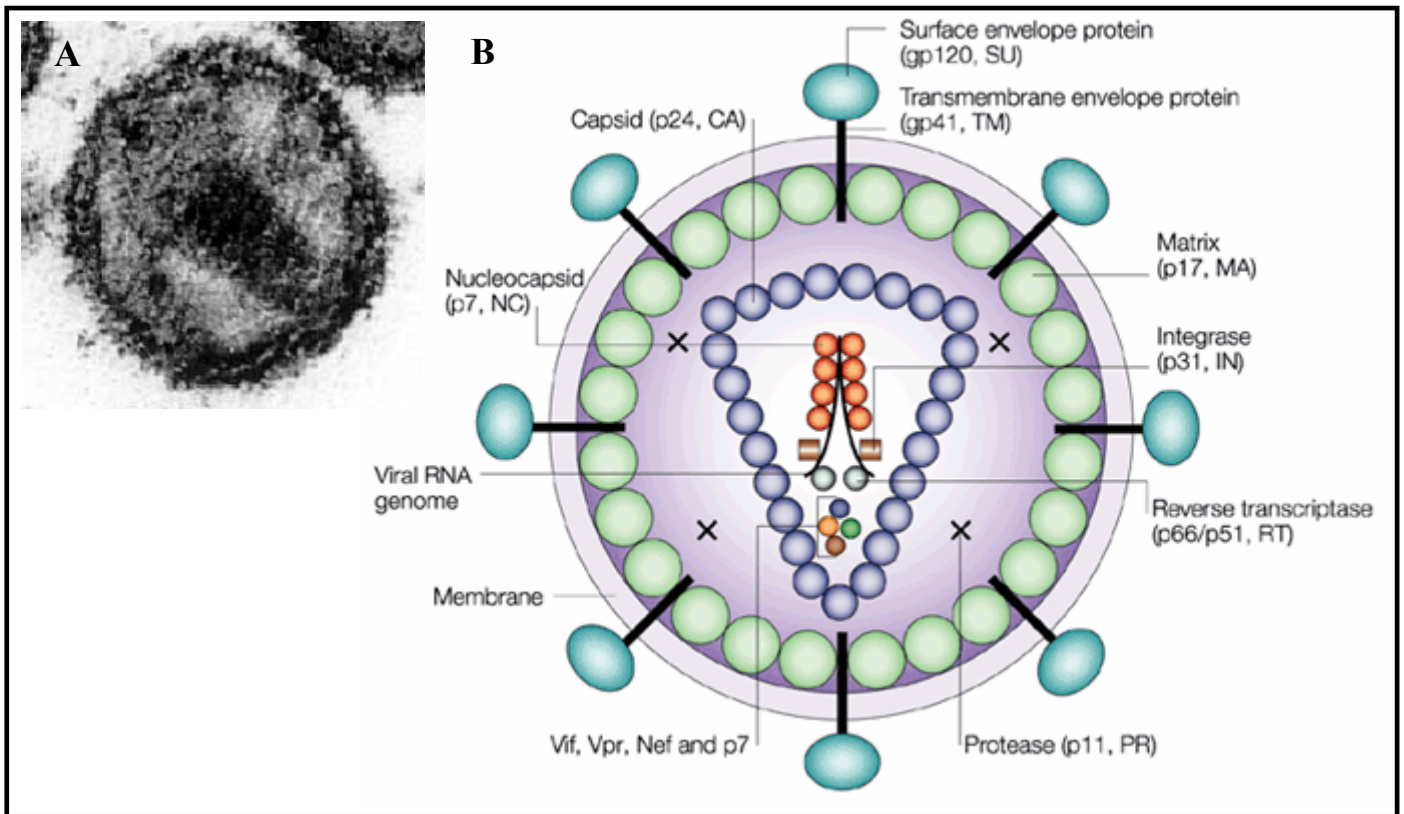 A
B
Surface envelope protein
(gp120, SU)
Transmembrane envelope protein
(gp41, TM)
Capsid (p24, CA)
Matrix
(p17, MA)
Nucleocapsid
(p7, NC)
Integrase
(p31, IN)
Viral RNA
genome
Reverse transcriptase
(p66/p51, RT)
Membrane
Vif, Vpr, Nef and p7
Protease (p11, PR)